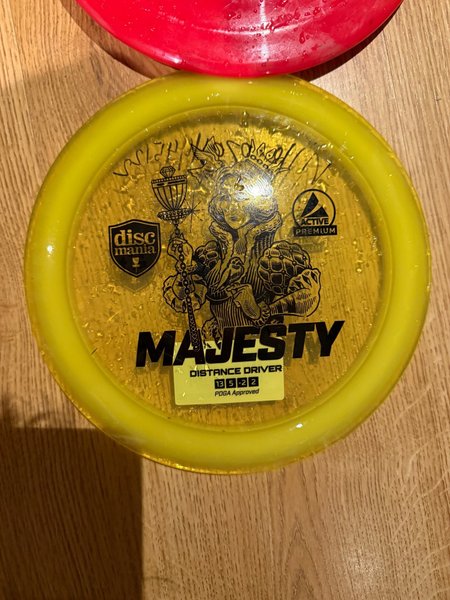 disc
mania
ACTIVE
PREMIUM
MAJESTY
DISTANCE DRIVER
13 5 -2 2
PDGA Approved